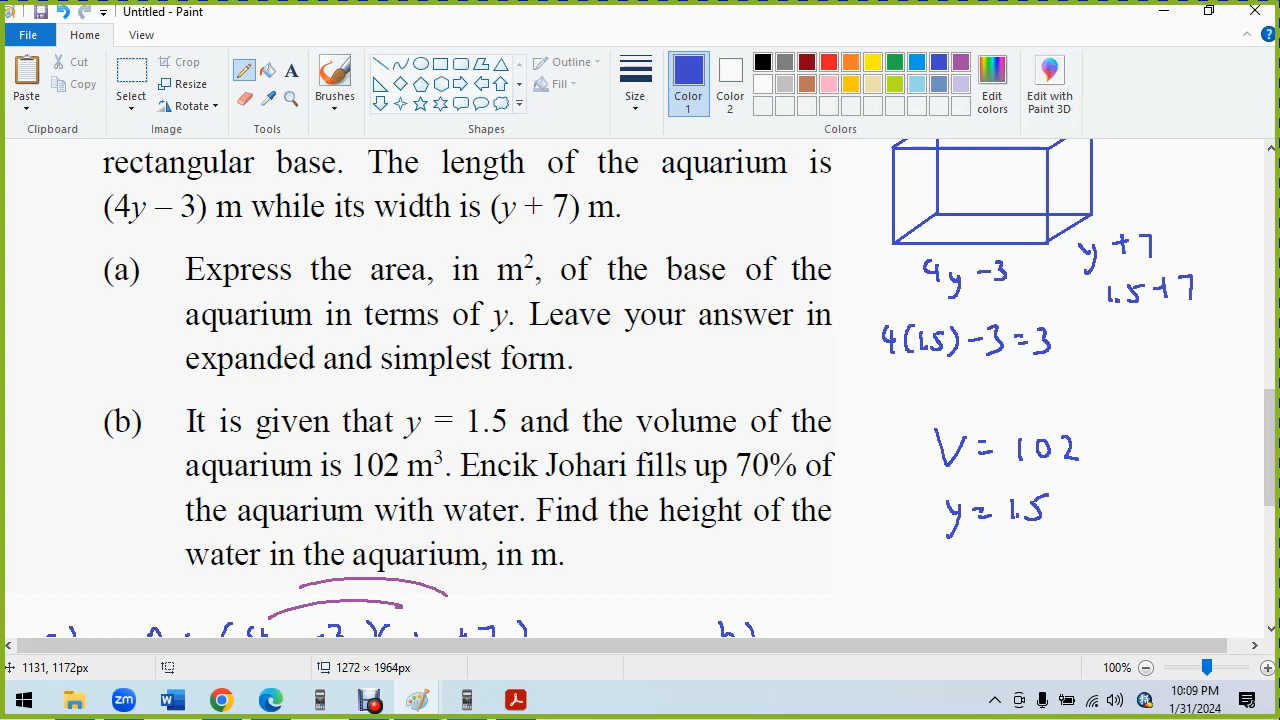 Untitled - Paint
File Home View
Paste Cut Copy Clipboard
Select Crop Resize Rotate Image
Tools
Brushes
Outline Fill Shapes
Size
Color 1 Color 2 Edit colors Edit with Paint 3D Colors
rectangular base. The length of the aquarium is
(4y – 3) m while its width is (y + 7) m.
(a) Express the area, in m², of the base of the
aquarium in terms of y. Leave your answer in
expanded and simplest form.
(b) It is given that y = 1.5 and the volume of the
aquarium is 102 m³. Encik Johari fills up 70% of
the aquarium with water. Find the height of the
water in the aquarium, in m.
y + 7
4y - 3
1.5 + 7
4(1.5) - 3 = 3
V = 102
y = 1.5
b)
1131, 1172px 1272 × 1964px 100%
zm W
10:09 PM
1/31/2024